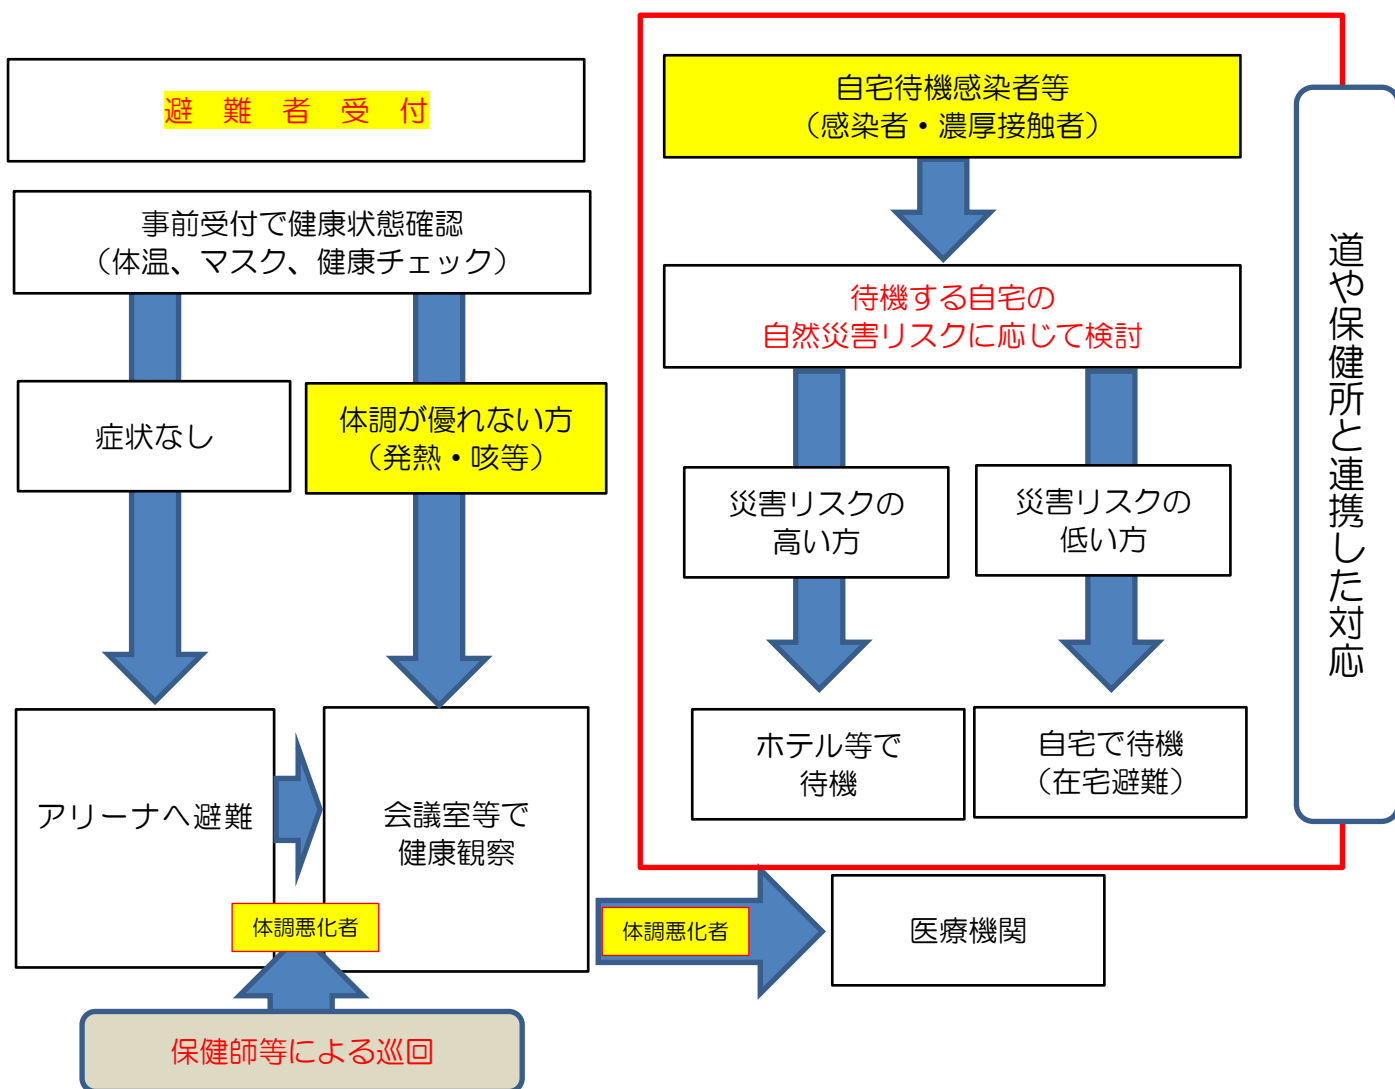 避難者受付
事前受付で健康状態確認
（体温、マスク、健康チェック）
症状なし
体調が優れない方
（発熱・咳等）
アリーナへ避難
会議室等で
健康観察
体調悪化者
保健師等による巡回
体調悪化者
医療機関
自宅待機感染者等
（感染者・濃厚接触者）
待機する自宅の
自然災害リスクに応じて検討
災害リスクの
高い方
災害リスクの
低い方
ホテル等で
待機
自宅で待機
（在宅避難）
道や保健所と連携した対応